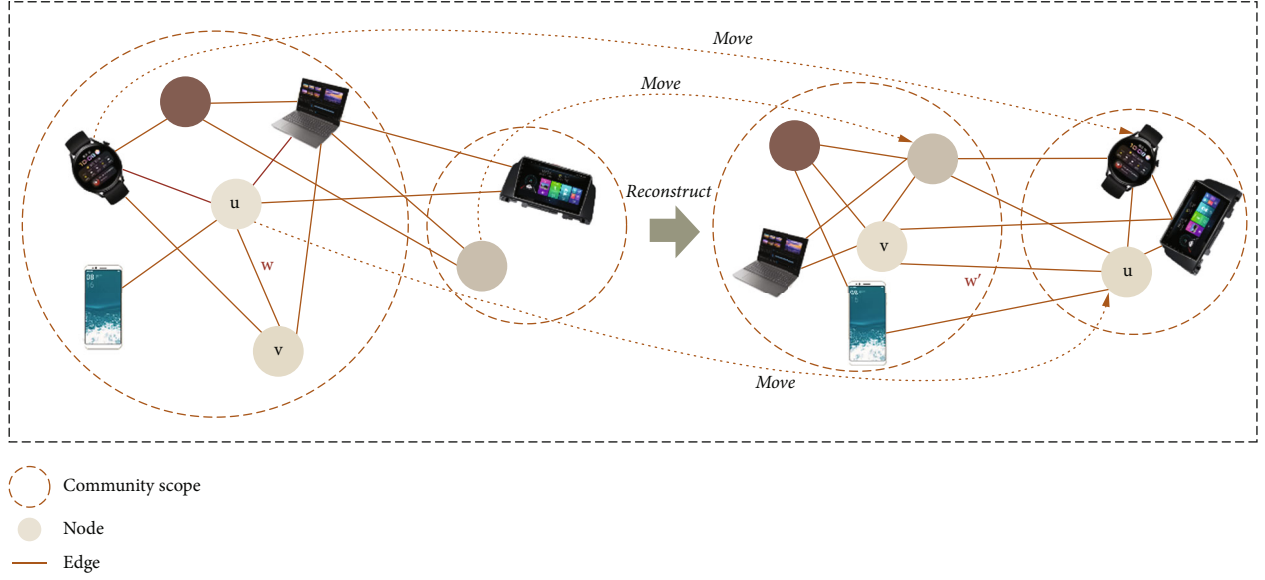 Move
Move
u
w
v
Reconstruct
v
w′
u
Move
Community scope
Node
Edge